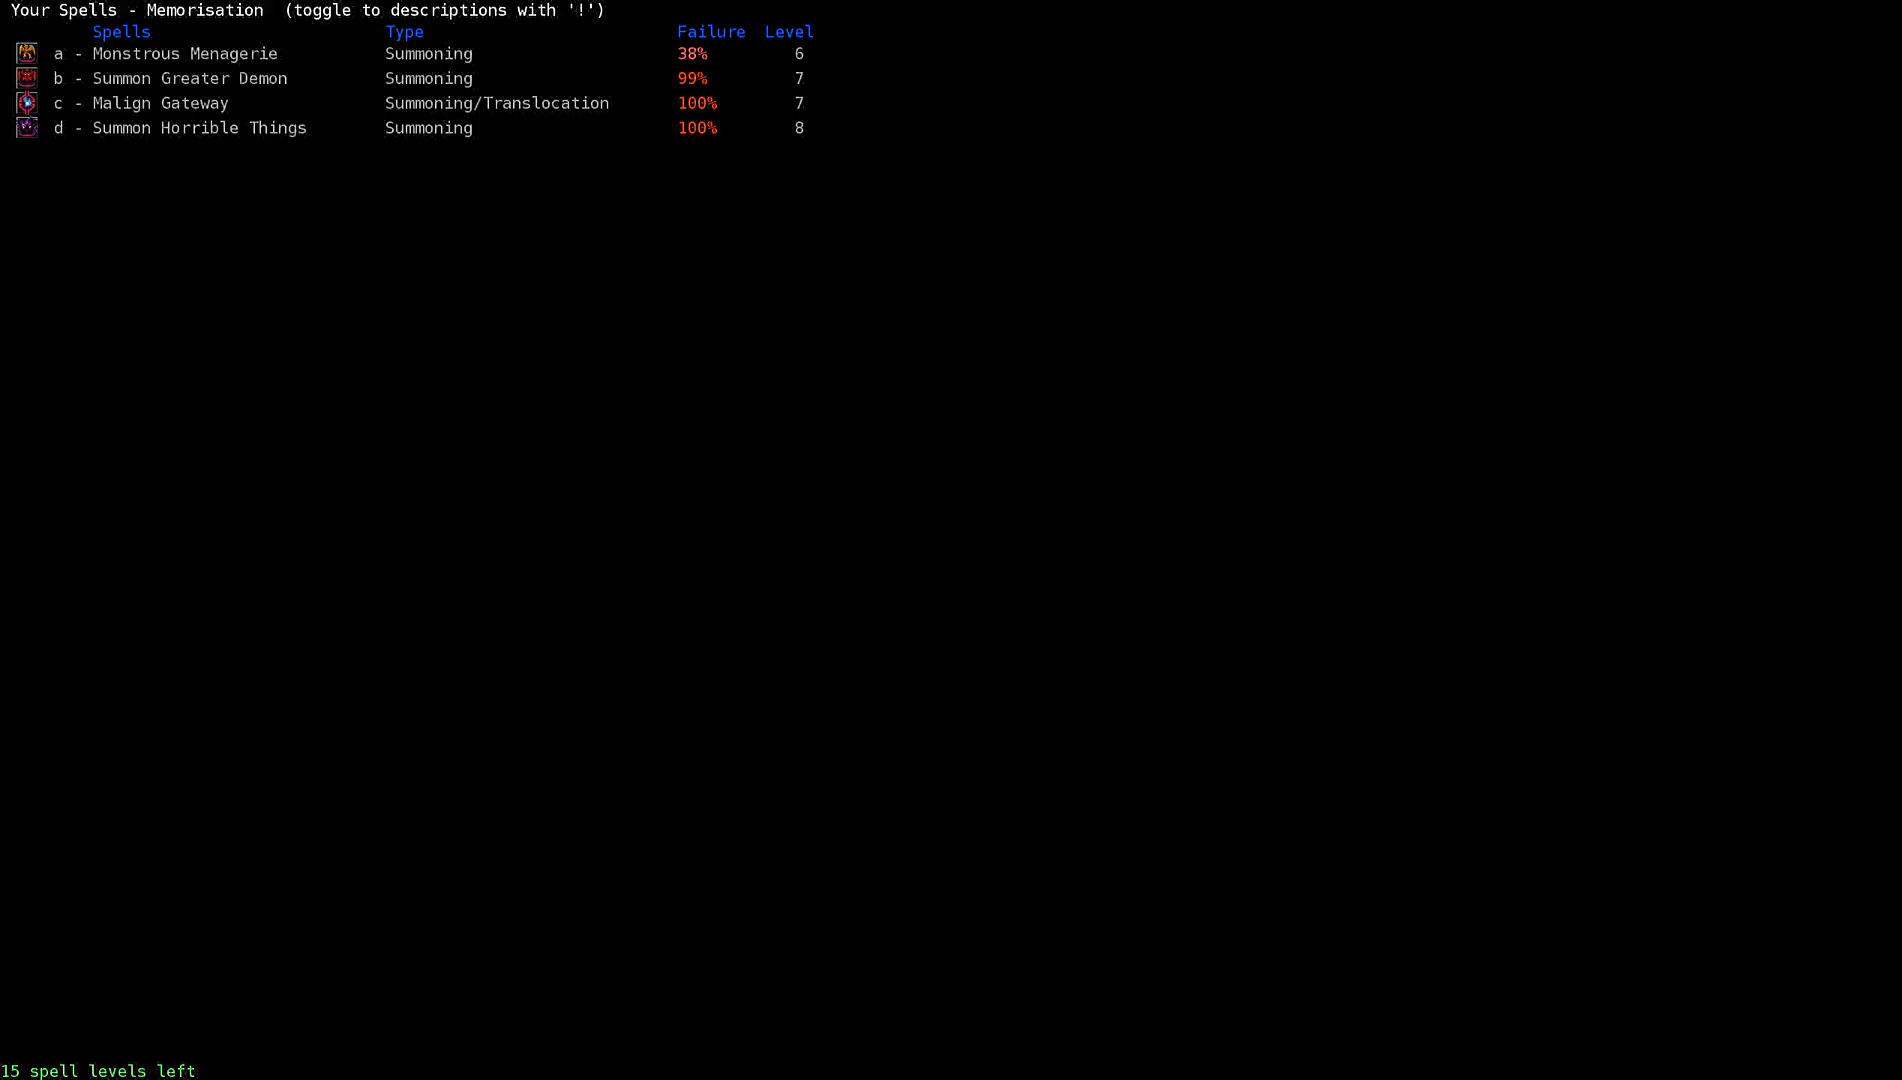 Your Spells - Memorisation  (toggle to descriptions with '!')
Spells Type Failure Level
a - Monstrous Menagerie Summoning 38% 6
b - Summon Greater Demon Summoning 99% 7
c - Malign Gateway Summoning/Translocation 100% 7
d - Summon Horrible Things Summoning 100% 8
15 spell levels left